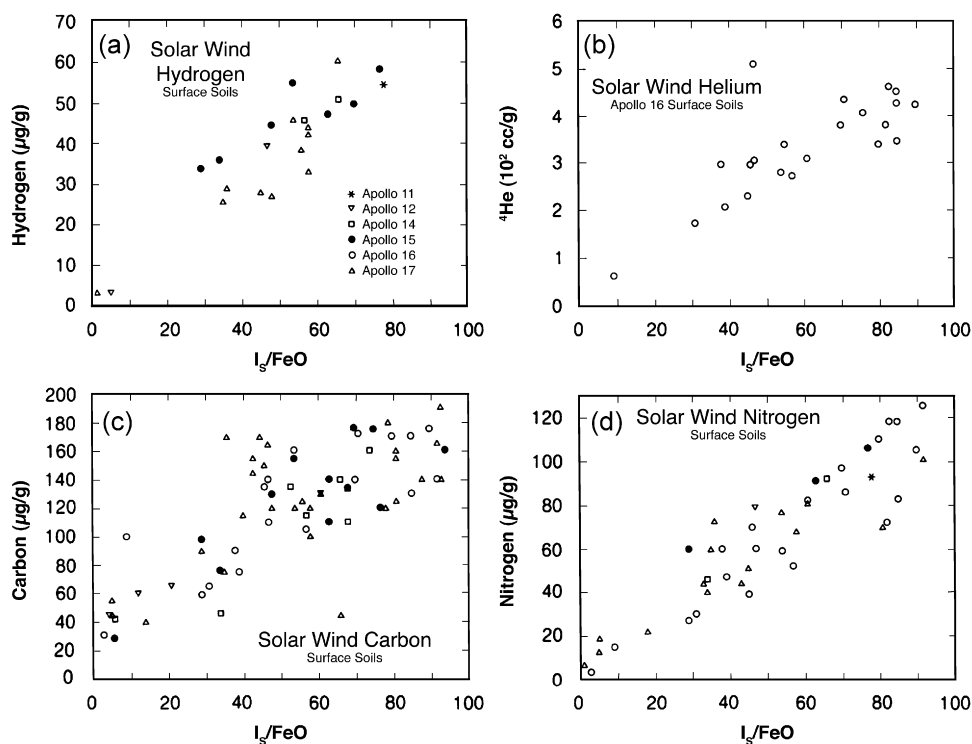 (a)
Solar Wind
Hydrogen
Surface Soils
Hydrogen (µg/g)
70
60
50
40
30
20
10
0
Apollo 11
Apollo 12
Apollo 14
Apollo 15
Apollo 16
Apollo 17
0 20 40 60 80 100
Iₛ/FeO
(b)
Solar Wind Helium
Apollo 16 Surface Soils
⁴He (10² cc/g)
6
5
4
3
2
1
0
0 20 40 60 80 100
Iₛ/FeO
(c)
Solar Wind Carbon
Surface Soils
Carbon (µg/g)
200
180
160
140
120
100
80
60
40
20
0
0 20 40 60 80 100
Iₛ/FeO
(d)
Solar Wind Nitrogen
Surface Soils
Nitrogen (µg/g)
120
100
80
60
40
20
0
0 20 40 60 80 100
Iₛ/FeO